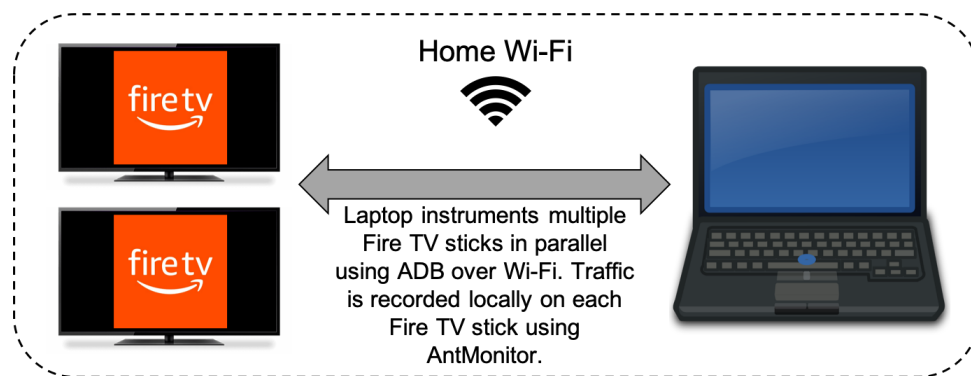 Home Wi-Fi
fire tv
fire tv
Laptop instruments multiple
Fire TV sticks in parallel
using ADB over Wi-Fi. Traffic
is recorded locally on each
Fire TV stick using
AntMonitor.